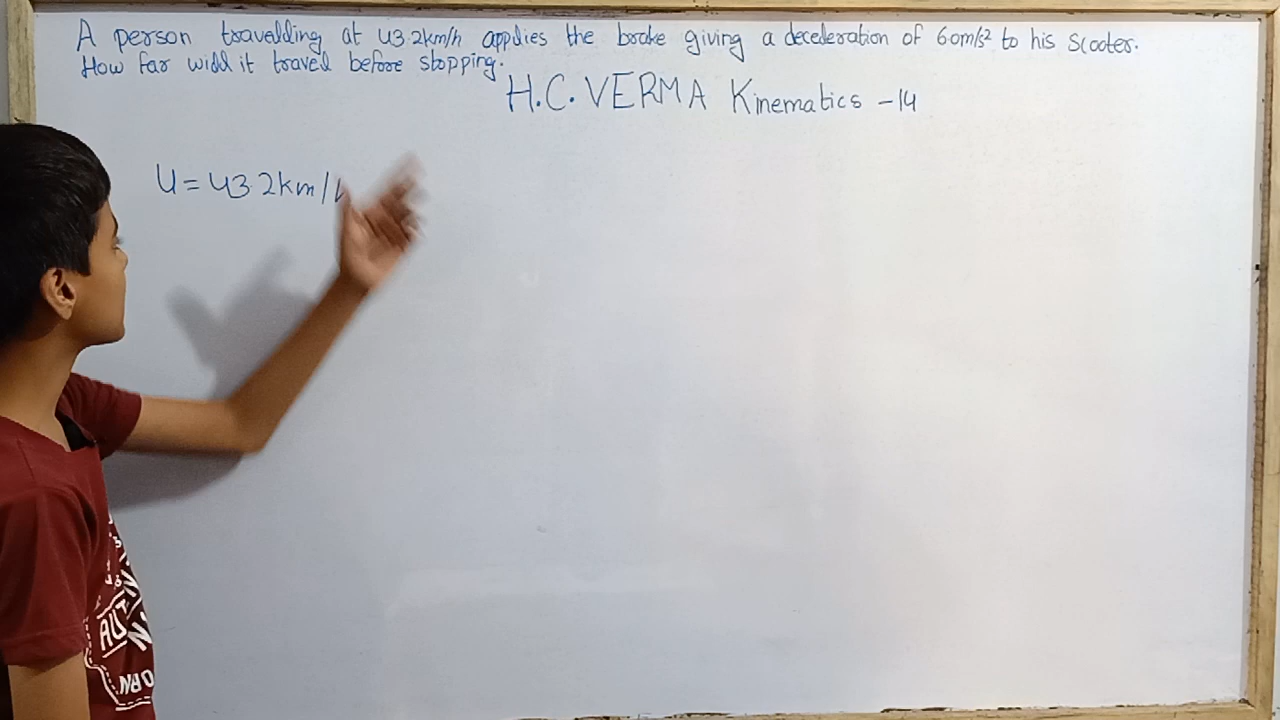 A person travelling at 43.2km/h applies the brake giving a deceleration of 6.0m/s² to his scooter.
How far will it travel before stopping.
H.C. VERMA Kinematics - 14
U = 43.2km/